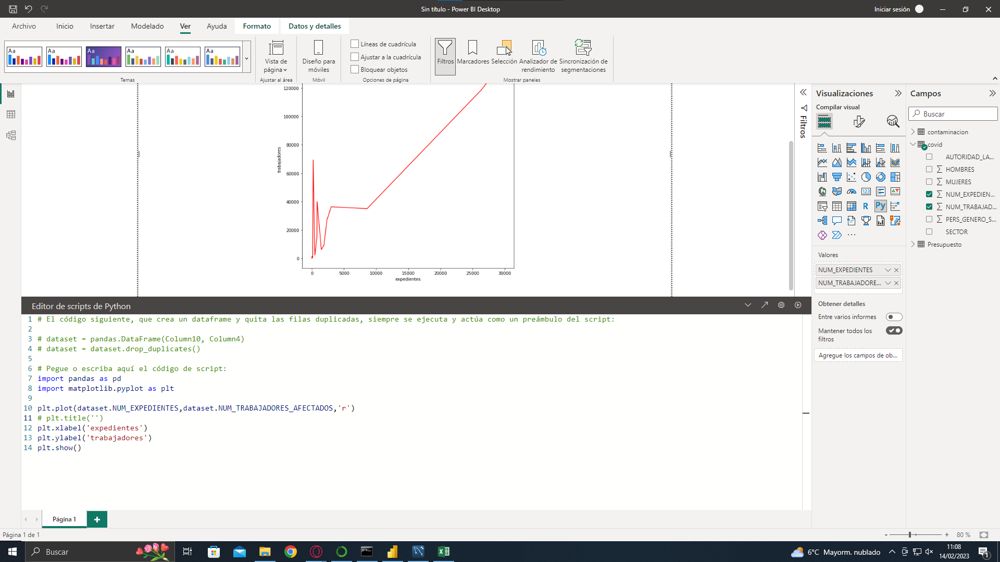 Sin título - Power BI Desktop
Iniciar sesión
Archivo
Inicio
Insertar
Modelado
Ver
Ayuda
Formato
Datos y detalles
Aa
Aa
Aa
Aa
Aa
Aa
Temas
Vista de página
Ajustar al área
Diseño para móviles
Móvil
Líneas de cuadrícula
Ajustar a la cuadrícula
Bloquear objetos
Opciones de página
Filtros
Marcadores
Selección
Analizador de rendimiento
Sincronización de segmentaciones
Mostrar paneles
120000
100000
80000
60000
40000
20000
0
trabajadores
0
5000
10000
15000
20000
25000
30000
expedientes
Filtros
Visualizaciones
Compilar visual
123
R
Py
Valores
NUM_EXPEDIENTES
NUM_TRABAJADORE...
Obtener detalles
Entre varios informes
Mantener todos los filtros
Agregue los campos de ob...
Campos
Buscar
contaminacion
covid
AUTORIDAD_LA...
HOMBRES
MUJERES
NUM_EXPEDIEN...
NUM_TRABAJAD...
PERS_GENERO_S...
SECTOR
Presupuesto
Editor de scripts de Python
1 # El código siguiente, que crea un dataframe y quita las filas duplicadas, siempre se ejecuta y actúa como un preámbulo del script:
2
3 # dataset = pandas.DataFrame(Column10, Column4)
4 # dataset = dataset.drop_duplicates()
5
6 # Pegue o escriba aquí el código de script:
7 import pandas as pd
8 import matplotlib.pyplot as plt
9
10 plt.plot(dataset.NUM_EXPEDIENTES,dataset.NUM_TRABAJADORES_AFECTADOS,'r')
11 # plt.title('')
12 plt.xlabel('expedientes')
13 plt.ylabel('trabajadores')
14 plt.show()
Página 1
Página 1 de 1
80 %
Buscar
6°C Mayorm. nublado
11:08
14/02/2023
1